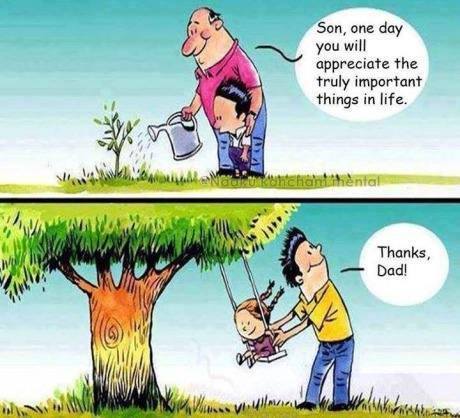 Son, one day
you will
appreciate the
truly important
things in life.
Thanks,
Dad!